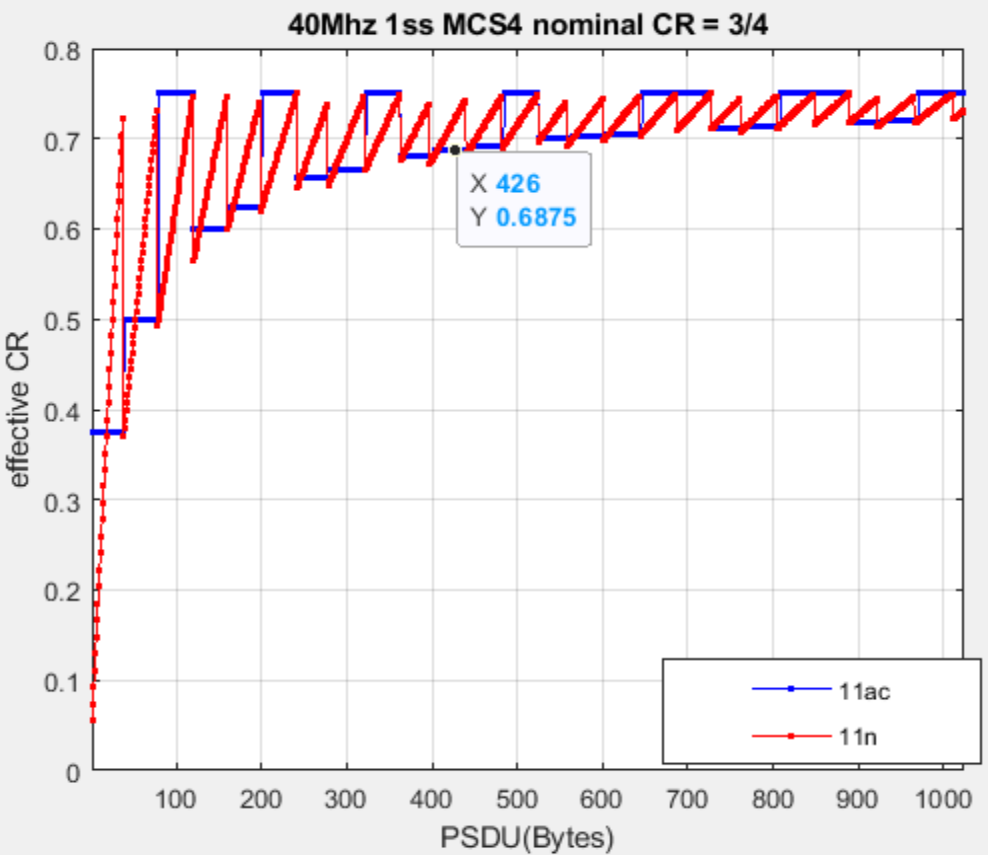 40Mhz 1ss MCS4 nominal CR = 3/4
0.8
0.7
0.6
0.5
0.4
0.3
0.2
0.1
0
effective CR
X 426
Y 0.6875
11ac
11n
100 200 300 400 500 600 700 800 900 1000
PSDU(Bytes)